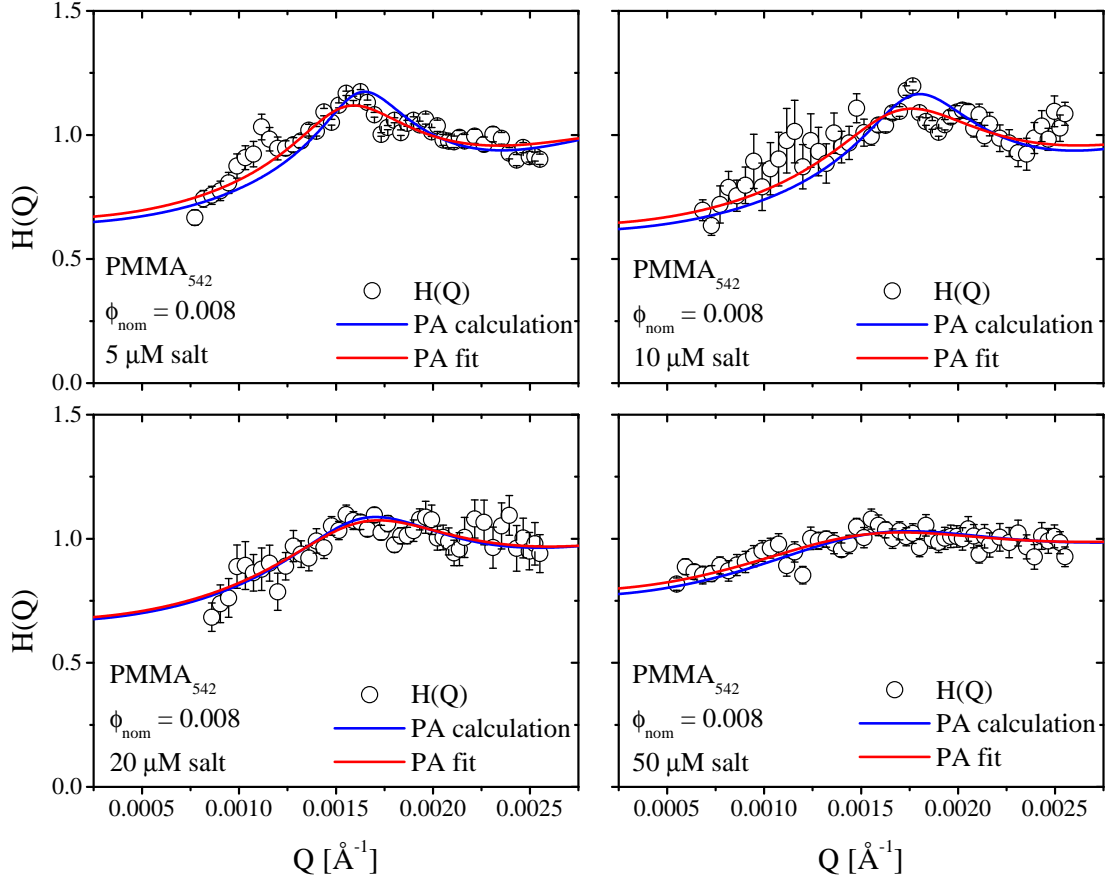 1.5
1.0
0.5
0.0
H(Q)
PMMA₅₄₂
ϕₙₒₘ = 0.008
5 μM salt
H(Q)
PA calculation
PA fit
PMMA₅₄₂
ϕₙₒₘ = 0.008
10 μM salt
H(Q)
PA calculation
PA fit
1.5
1.0
0.5
0.0
H(Q)
PMMA₅₄₂
ϕₙₒₘ = 0.008
20 μM salt
H(Q)
PA calculation
PA fit
PMMA₅₄₂
ϕₙₒₘ = 0.008
50 μM salt
H(Q)
PA calculation
PA fit
0.0005 0.0010 0.0015 0.0020 0.0025
0.0005 0.0010 0.0015 0.0020 0.0025
Q [Å⁻¹]
Q [Å⁻¹]